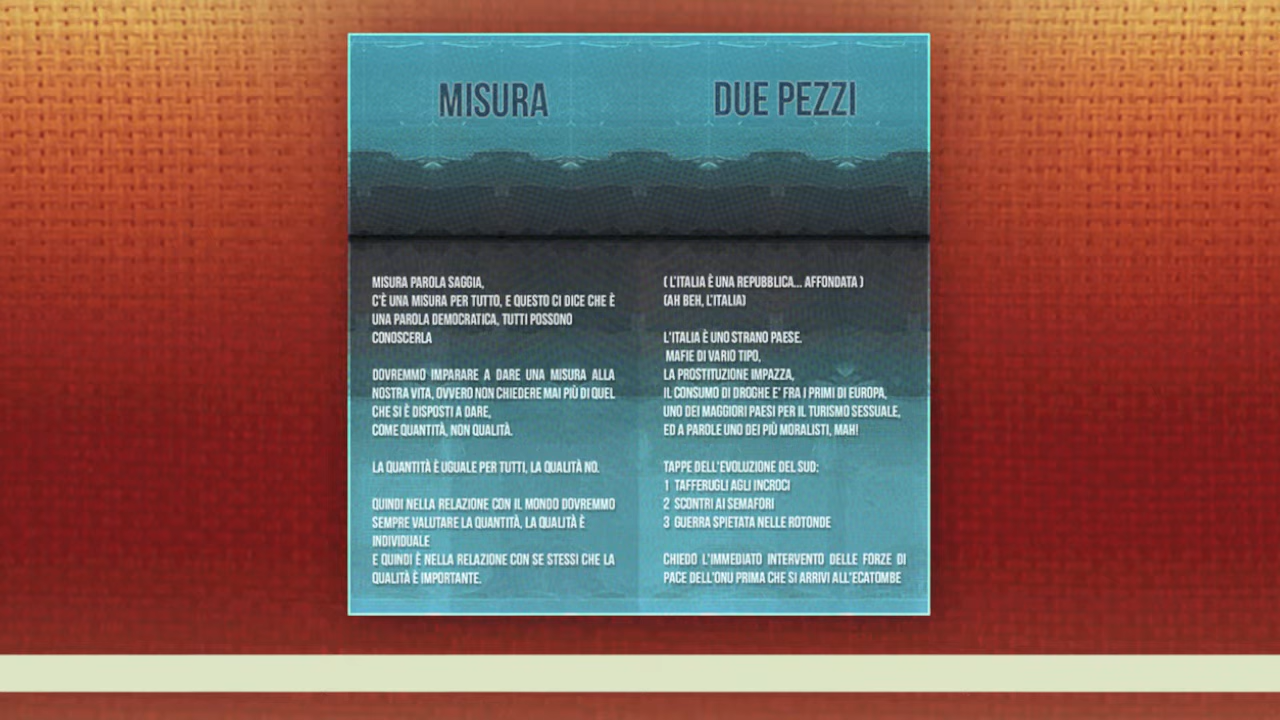 MISURA
MISURA PAROLA SAGGIA,
C'È UNA MISURA PER TUTTO, E QUESTO CI DICE CHE È
UNA PAROLA DEMOCRATICA, TUTTI POSSONO
CONOSCERLA
DOVREMMO IMPARARE A DARE UNA MISURA ALLA
NOSTRA VITA, OVVERO NON CHIEDERE MAI PIÙ DI QUEL
CHE SI È DISPOSTI A DARE,
COME QUANTITÀ, NON QUALITÀ.
LA QUANTITÀ È UGUALE PER TUTTI, LA QUALITÀ NO.
QUINDI NELLA RELAZIONE CON IL MONDO DOVREMMO
SEMPRE VALUTARE LA QUANTITÀ, LA QUALITÀ È
INDIVIDUALE
E QUINDI È NELLA RELAZIONE CON SE STESSI CHE LA
QUALITÀ È IMPORTANTE.
DUE PEZZI
( L'ITALIA È UNA REPUBBLICA... AFFONDATA )
(AH BEH, L'ITALIA)
L'ITALIA È UNO STRANO PAESE.
MAFIE DI VARIO TIPO,
LA PROSTITUZIONE IMPAZZA,
IL CONSUMO DI DROGHE E' FRA I PRIMI DI EUROPA,
UNO DEI MAGGIORI PAESI PER IL TURISMO SESSUALE,
ED A PAROLE UNO DEI PIÙ MORALISTI, MAH!
TAPPE DELL'EVOLUZIONE DEL SUD:
1 TAFFERUGLI AGLI INCROCI
2 SCONTRI AI SEMAFORI
3 GUERRA SPIETATA NELLE ROTONDE
CHIEDO L'IMMEDIATO INTERVENTO DELLE FORZE DI
PACE DELL'ONU PRIMA CHE SI ARRIVI ALL'ECATOMBE